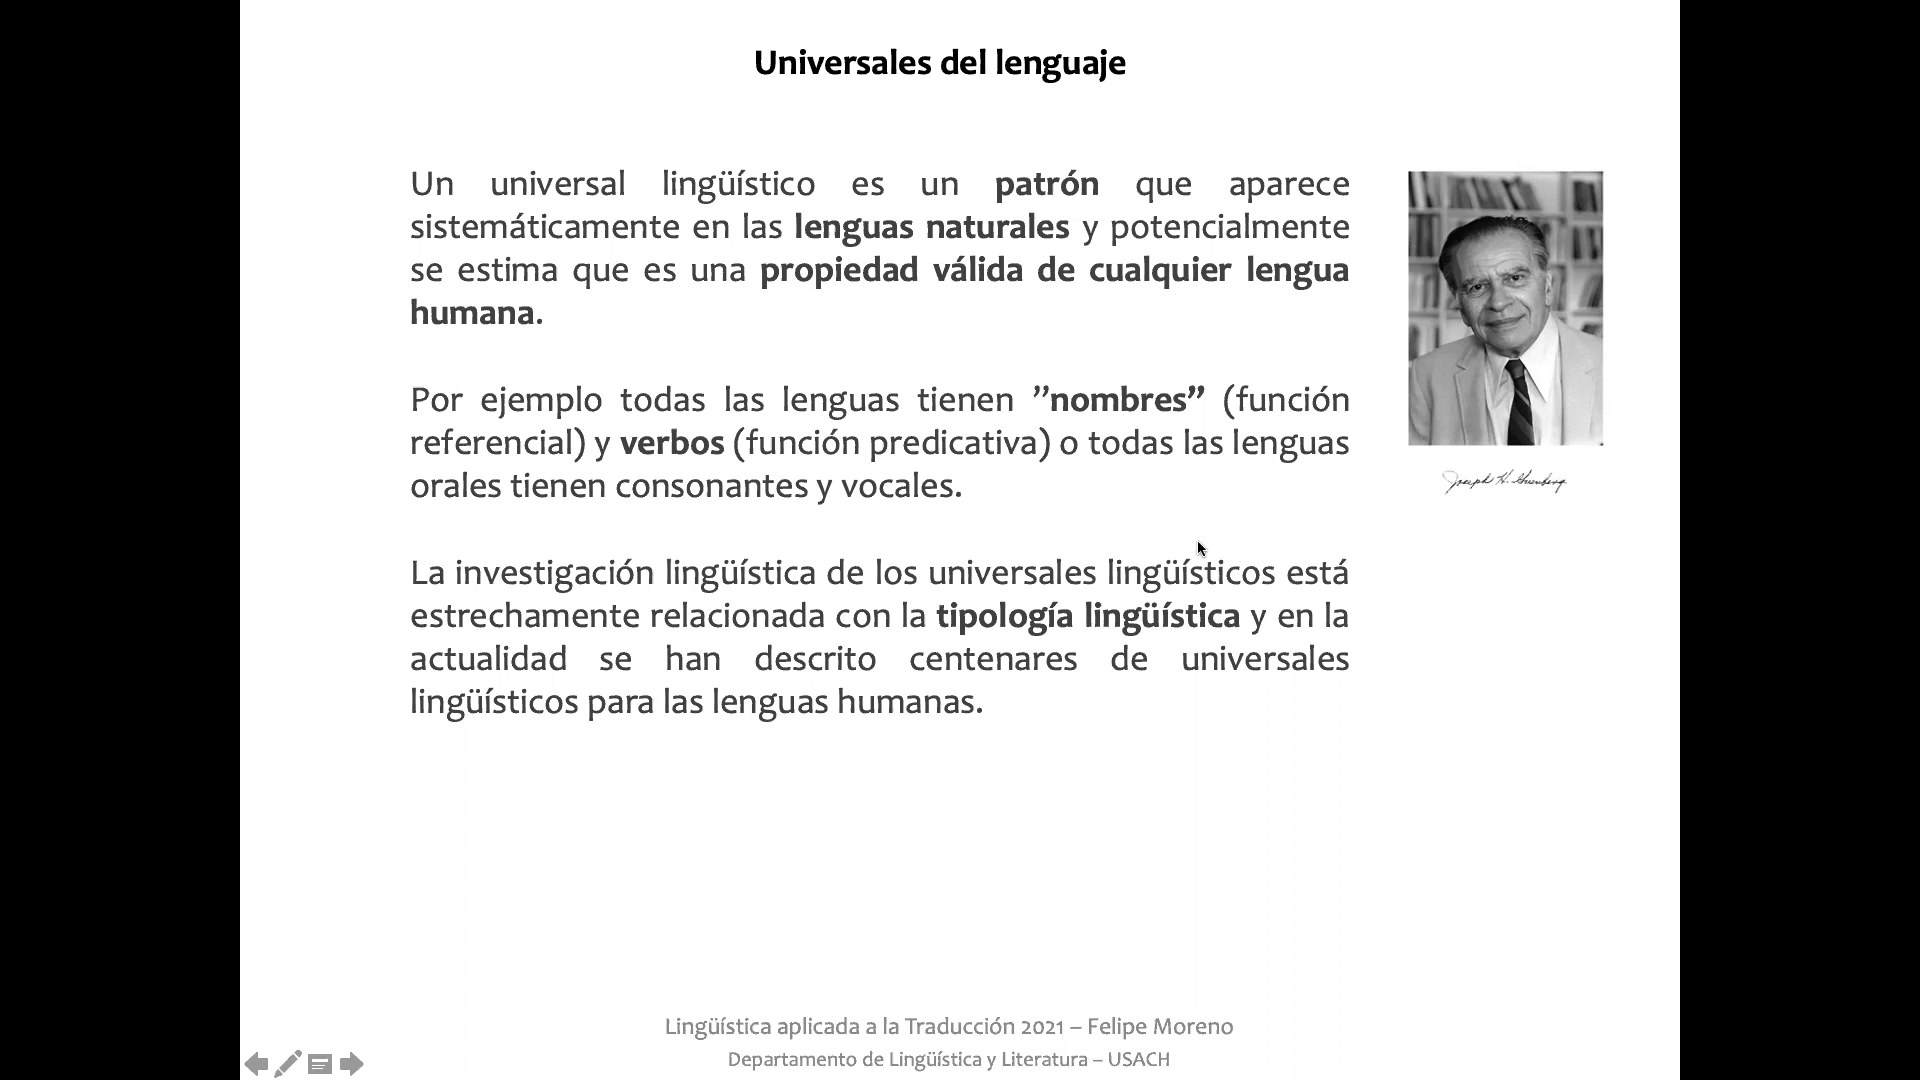 Universales del lenguaje
Un universal lingüístico es un patrón que aparece
sistemáticamente en las lenguas naturales y potencialmente
se estima que es una propiedad válida de cualquier lengua
humana.
Por ejemplo todas las lenguas tienen ”nombres” (función
referencial) y verbos (función predicativa) o todas las lenguas
orales tienen consonantes y vocales.
La investigación lingüística de los universales lingüísticos está
estrechamente relacionada con la tipología lingüística y en la
actualidad se han descrito centenares de universales
lingüísticos para las lenguas humanas.
Joseph H. Greenberg
Lingüística aplicada a la Traducción 2021 – Felipe Moreno
Departamento de Lingüística y Literatura – USACH